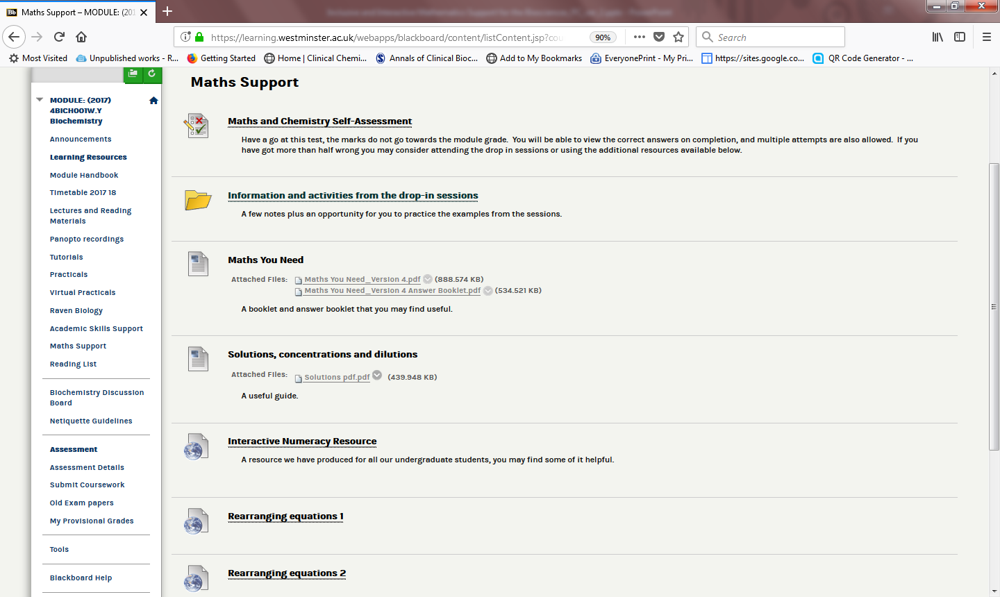 Maths Support – MODULE: (201
https://learning.westminster.ac.uk/webapps/blackboard/content/listContent.jsp?cou
90%
Search
Most Visited
Unpublished works - R...
Getting Started
Home | Clinical Chemi...
Annals of Clinical Bioc...
Add to My Bookmarks
EveryonePrint - My Pri...
https://sites.google.co...
QR Code Generator - ...
MODULE: (2017)
4BICH001W.Y
Biochemistry
Announcements
Learning Resources
Module Handbook
Timetable 2017 18
Lectures and Reading
Materials
Panopto recordings
Tutorials
Practicals
Virtual Practicals
Raven Biology
Academic Skills Support
Maths Support
Reading List
Biochemistry Discussion
Board
Netiquette Guidelines
Assessment
Assessment Details
Submit Coursework
Old Exam papers
My Provisional Grades
Tools
Blackboard Help
Maths Support
Maths and Chemistry Self-Assessment
Have a go at this test, the marks do not go towards the module grade. You will be able to view the correct answers on completion, and multiple attempts are also allowed. If you
have got more than half wrong you may consider attending the drop in sessions or using the additional resources available below.
Information and activities from the drop-in sessions
A few notes plus an opportunity for you to practice the examples from the sessions.
Maths You Need
Attached Files: Maths You Need_Version 4.pdf (888.574 KB)
Maths You Need_Version 4 Answer Booklet.pdf (534.521 KB)
A booklet and answer booklet that you may find useful.
Solutions, concentrations and dilutions
Attached Files: Solutions pdf.pdf (439.948 KB)
A useful guide.
Interactive Numeracy Resource
A resource we have produced for all our undergraduate students, you may find some of it helpful.
Rearranging equations 1
Rearranging equations 2